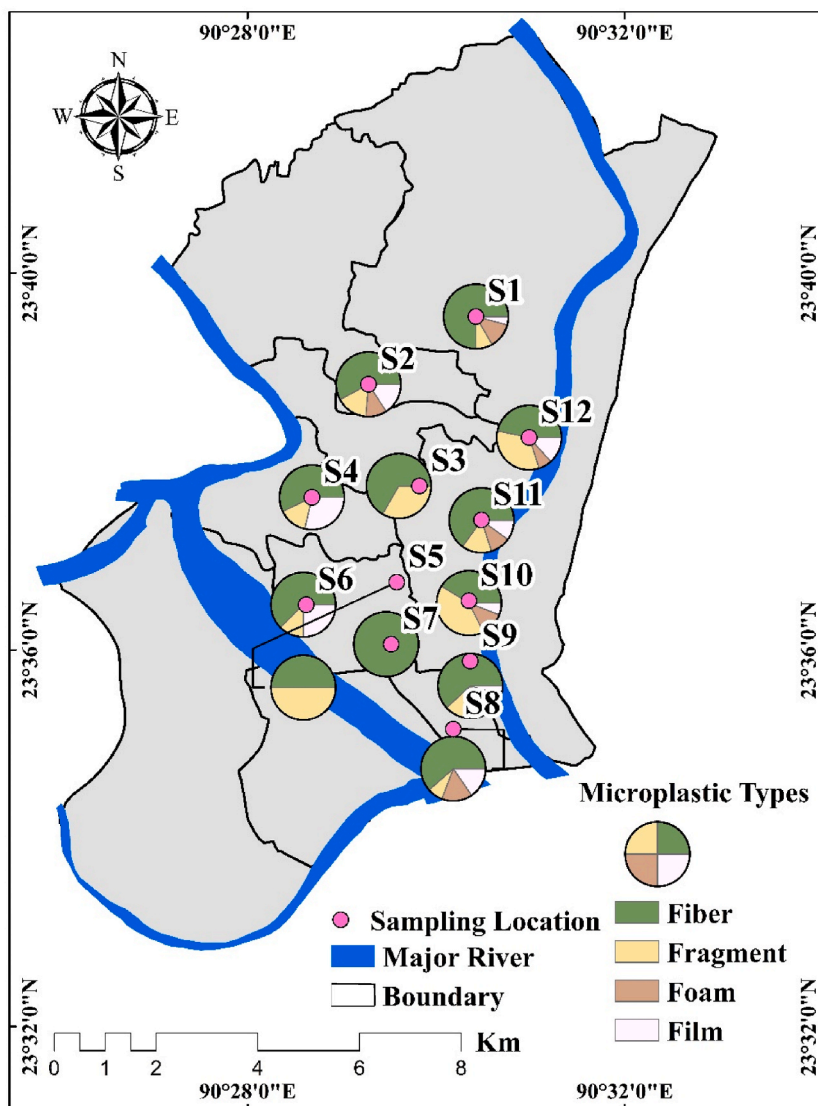 90°28'0"E 90°32'0"E
N
W E
S
23°40'0"N 23°40'0"N
S1
S2
S12
S3
S4
S11
S5
S10
S6
S7
S9
23°36'0"N 23°36'0"N
S8
Microplastic Types
Sampling Location
Major River
Boundary
Fiber
Fragment
Foam
Film
23°32'0"N 23°32'0"N
Km
0 1 2 4 6 8
90°28'0"E 90°32'0"E